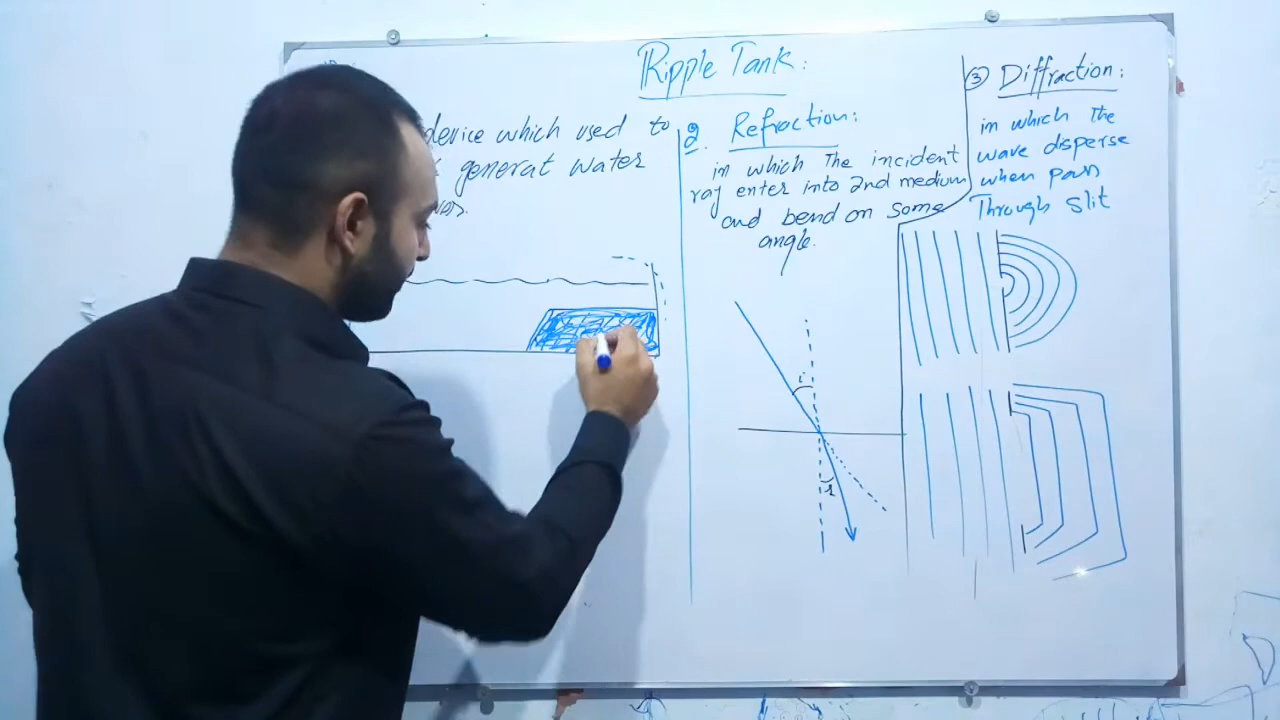 Ripple Tank:
device which used to
generat water
2. Refraction:
in which The incident
ray enter into 2nd medium
and bend on some
angle.
i
r
③ Diffraction:
in which The
wave disperse
when pass
Through slit